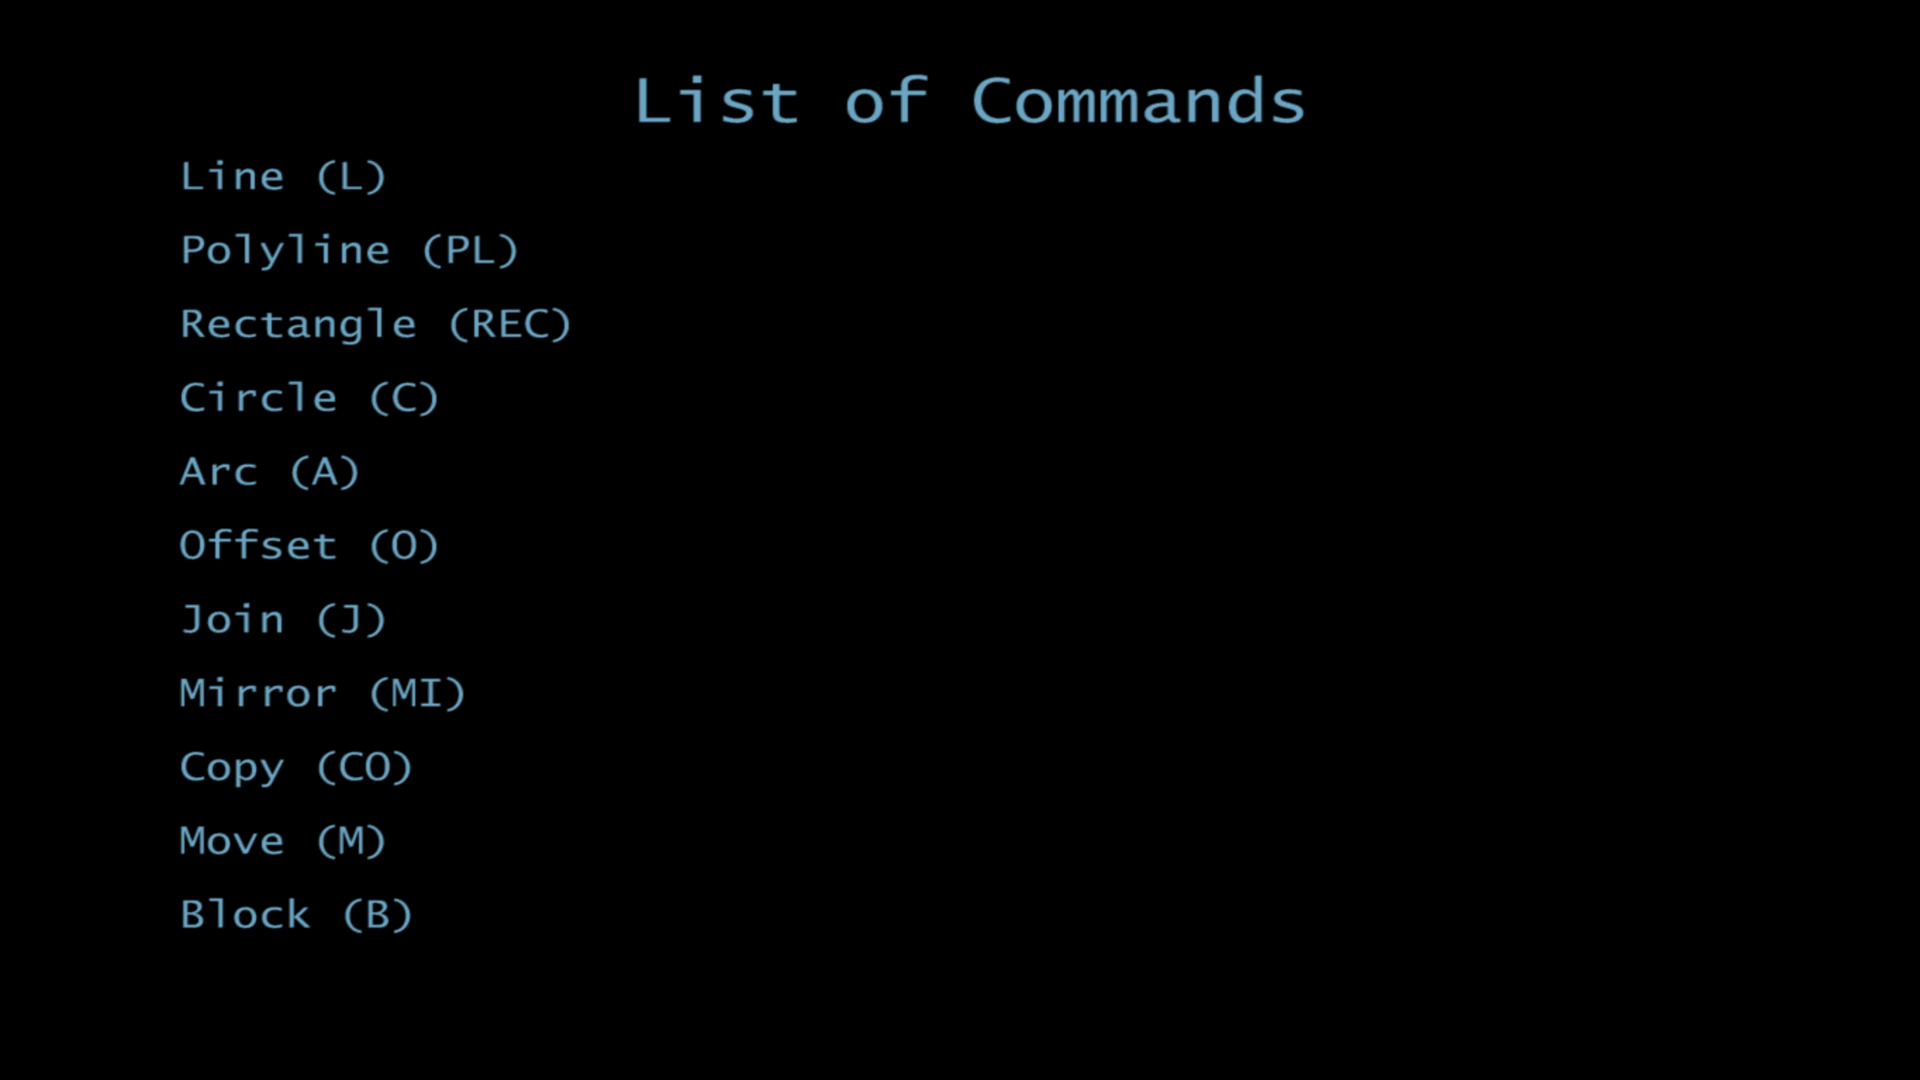 List of Commands
Line (L)
Polyline (PL)
Rectangle (REC)
Circle (C)
Arc (A)
Offset (O)
Join (J)
Mirror (MI)
Copy (CO)
Move (M)
Block (B)